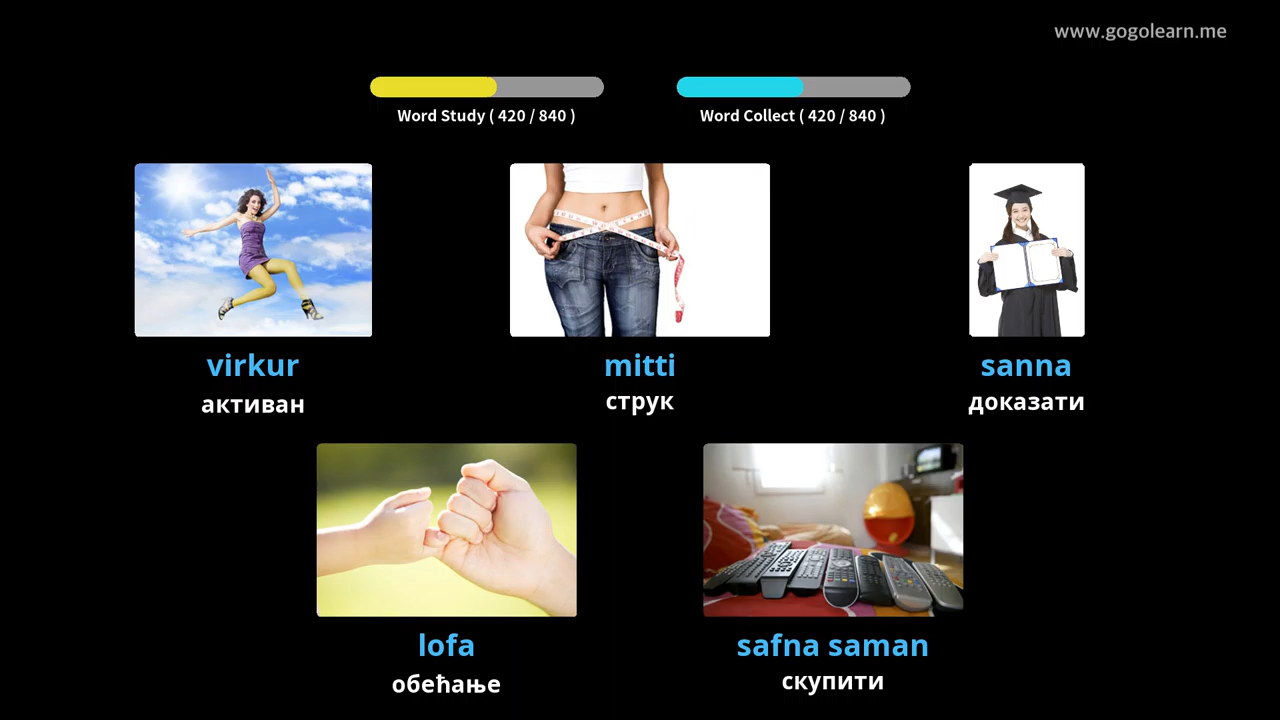 www.gogolearn.me
Word Study ( 420 / 840 )
Word Collect ( 420 / 840 )
virkur
активан
mitti
струк
sanna
доказати
lofa
обећање
safna saman
скупити